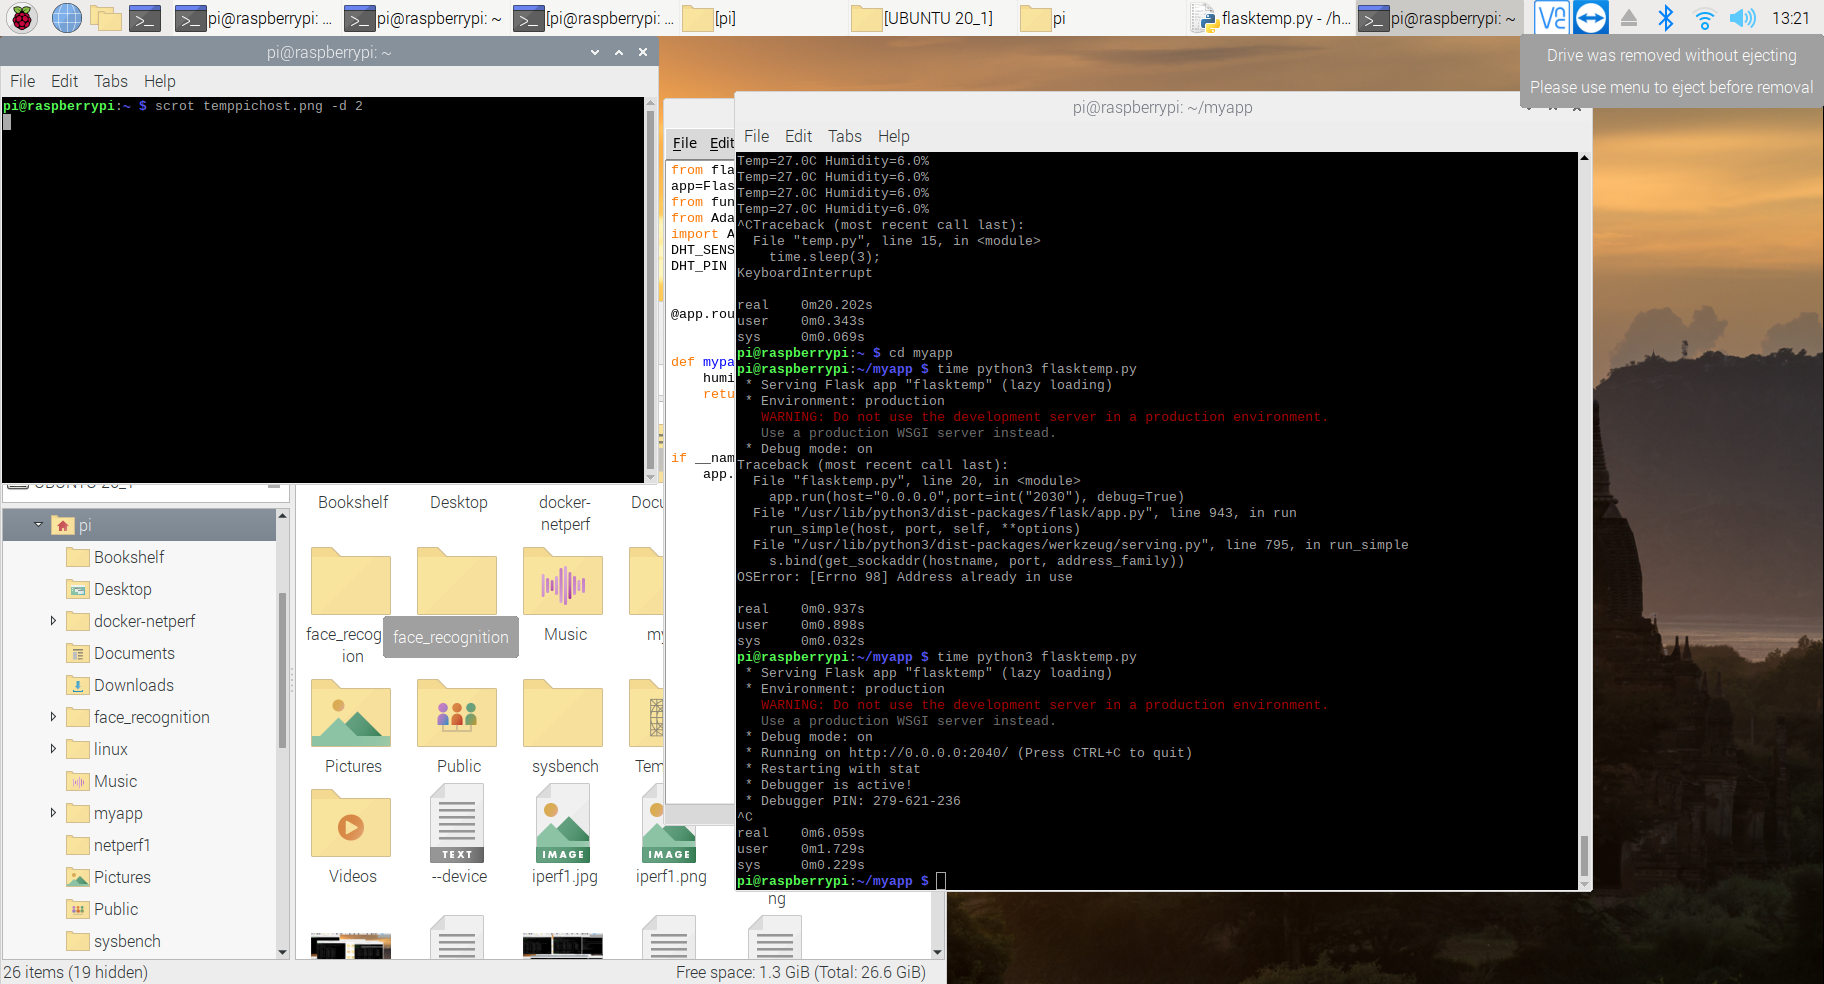 pi@raspberrypi: ...
pi@raspberrypi: ~
[pi@raspberrypi: ...
[pi]
[UBUNTU 20_1]
pi
flasktemp.py - /h...
pi@raspberrypi: ~
13:21
Drive was removed without ejecting
Please use menu to eject before removal
pi@raspberrypi: ~
File Edit Tabs Help
pi@raspberrypi:~ $ scrot temppichost.png -d 2
File Edit
from fla
app=Flas
from fun
from Ada
import A
DHT_SENS
DHT_PIN
@app.rou
def mypa
humi
retu
if __nam
app.
pi@raspberrypi: ~/myapp
File Edit Tabs Help
Temp=27.0C Humidity=6.0%
Temp=27.0C Humidity=6.0%
Temp=27.0C Humidity=6.0%
Temp=27.0C Humidity=6.0%
^CTraceback (most recent call last):
File "temp.py", line 15, in <module>
time.sleep(3);
KeyboardInterrupt
real 0m20.202s
user 0m0.343s
sys 0m0.069s
pi@raspberrypi:~ $ cd myapp
pi@raspberrypi:~/myapp $ time python3 flasktemp.py
* Serving Flask app "flasktemp" (lazy loading)
* Environment: production
WARNING: Do not use the development server in a production environment.
Use a production WSGI server instead.
* Debug mode: on
Traceback (most recent call last):
File "flasktemp.py", line 20, in <module>
app.run(host="0.0.0.0",port=int("2030"), debug=True)
File "/usr/lib/python3/dist-packages/flask/app.py", line 943, in run
run_simple(host, port, self, **options)
File "/usr/lib/python3/dist-packages/werkzeug/serving.py", line 795, in run_simple
s.bind(get_sockaddr(hostname, port, address_family))
OSError: [Errno 98] Address already in use
real 0m0.937s
user 0m0.898s
sys 0m0.032s
pi@raspberrypi:~/myapp $ time python3 flasktemp.py
* Serving Flask app "flasktemp" (lazy loading)
* Environment: production
WARNING: Do not use the development server in a production environment.
Use a production WSGI server instead.
* Debug mode: on
* Running on http://0.0.0.0:2040/ (Press CTRL+C to quit)
* Restarting with stat
* Debugger is active!
* Debugger PIN: 279-621-236
^C
real 0m6.059s
user 0m1.729s
sys 0m0.229s
pi@raspberrypi:~/myapp $
UBUNTU 20_1
pi
Bookshelf
Desktop
docker-netperf
Documents
Downloads
face_recognition
linux
Music
myapp
netperf1
Pictures
Public
sysbench
Bookshelf
Desktop
docker-
netperf
Docu
face_recog
ion
face_recognition
Music
my
Pictures
Public
sysbench
Tem
Videos
TEXT
--device
IMAGE
iperf1.jpg
IMAGE
iperf1.png
ng
26 items (19 hidden)
Free space: 1.3 GiB (Total: 26.6 GiB)